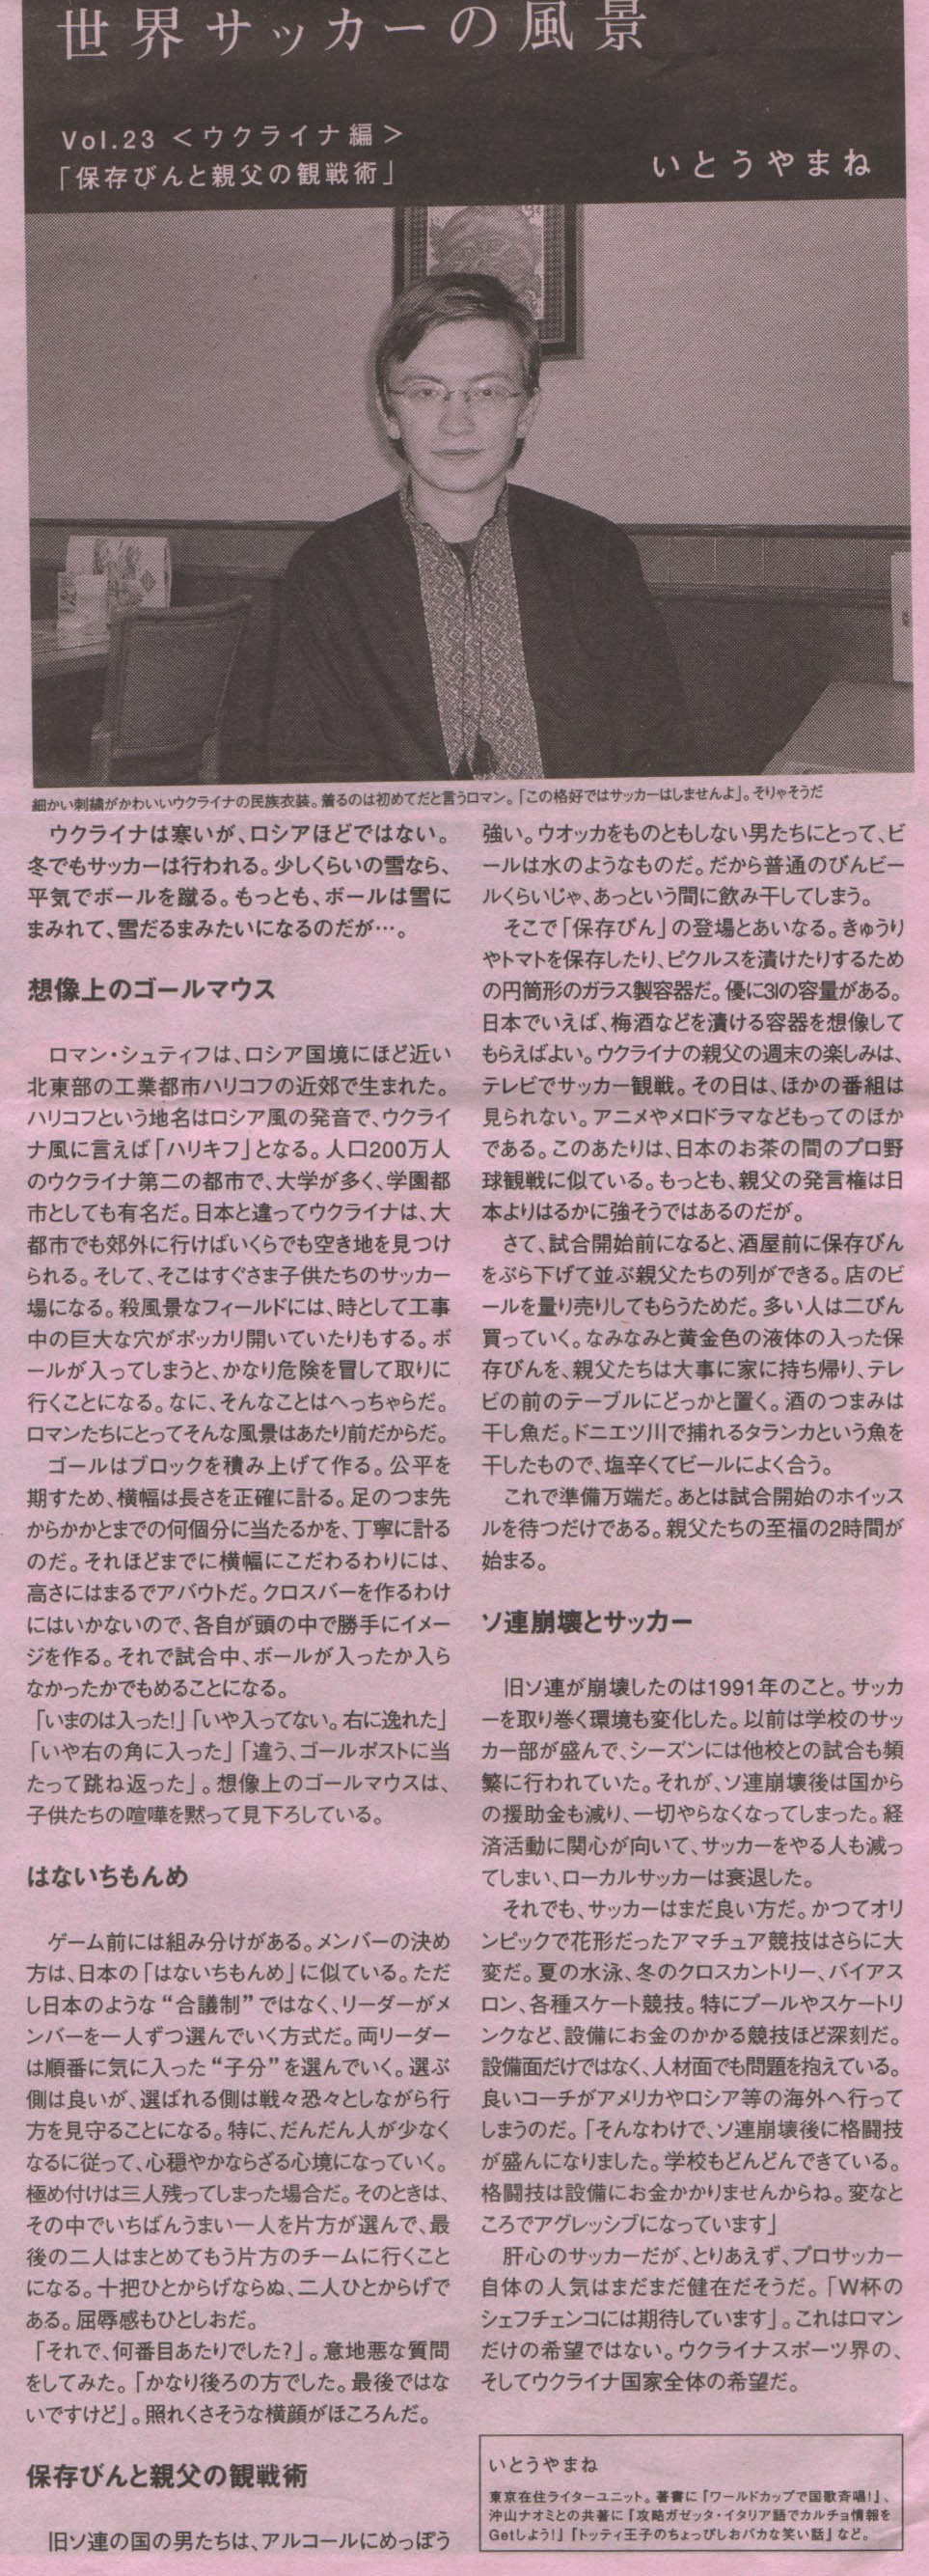 世界サッカーの風景
Vol.23 ＜ウクライナ編＞
「保存びんと親父の観戦術」
いとうやまね
細かい刺繍がかわいいウクライナの民族衣装。着るのは初めてだと言うロマン。「この格好ではサッカーはしませんよ」。そりゃそうだ
ウクライナは寒いが、ロシアほどではない。
冬でもサッカーは行われる。少しくらいの雪なら、
平気でボールを蹴る。もっとも、ボールは雪に
まみれて、雪だるまみたいになるのだが…。
想像上のゴールマウス
ロマン・シュティフは、ロシア国境にほど近い
北東部の工業都市ハリコフの近郊で生まれた。
ハリコフという地名はロシア風の発音で、ウクライ
ナ風に言えば「ハリキフ」となる。人口200万人
のウクライナ第二の都市で、大学が多く、学園都
市としても有名だ。日本と違ってウクライナは、大
都市でも郊外に行けばいくらでも空き地を見つけ
られる。そして、そこはすぐさま子供たちのサッカー
場になる。殺風景なフィールドには、時として工事
中の巨大な穴がポッカリ開いていたりもする。ボ
ールが入ってしまうと、かなり危険を冒して取りに
行くことになる。なに、そんなことはへっちゃらだ。
ロマンたちにとってそんな風景はあたり前だからだ。
ゴールはブロックを積み上げて作る。公平を
期すため、横幅は長さを正確に計る。足のつま先
からかかとまでの何個分に当たるかを、丁寧に計る
のだ。それほどまでに横幅にこだわるわりには、
高さにはまるでアバウトだ。クロスバーを作るわけ
にはいかないので、各自が頭の中で勝手にイメー
ジを作る。それで試合中、ボールが入ったか入ら
なかったかでもめることになる。
「いまのは入った!」「いや入ってない。右に逸れた」
「いや右の角に入った」「違う、ゴールポストに当
たって跳ね返った」。想像上のゴールマウスは、
子供たちの喧嘩を黙って見下ろしている。
はないちもんめ
ゲーム前には組み分けがある。メンバーの決め
方は、日本の「はないちもんめ」に似ている。ただ
し日本のような“合議制”ではなく、リーダーがメ
ンバーを一人ずつ選んでいく方式だ。両リーダー
は順番に気に入った“子分”を選んでいく。選ぶ
側は良いが、選ばれる側は戦々恐々としながら行
方を見守ることになる。特に、だんだん人が少なく
なるに従って、心穏やかならざる心境になっていく。
極め付けは三人残ってしまった場合だ。そのときは、
その中でいちばんうまい一人を片方が選んで、最
後の二人はまとめてもう片方のチームに行くこと
になる。十把ひとからげならぬ、二人ひとからげで
ある。屈辱感もひとしおだ。
「それで、何番目あたりでした?」。意地悪な質問
をしてみた。「かなり後ろの方でした。最後ではな
いですけど」。照れくさそうな横顔がほころんだ。
保存びんと親父の観戦術
旧ソ連の国の男たちは、アルコールにめっぽう
強い。ウオッカをものともしない男たちにとって、ビ
ールは水のようなものだ。だから普通のびんビー
ルくらいじゃ、あっという間に飲み干してしまう。
そこで「保存びん」の登場とあいなる。きゅうり
やトマトを保存したり、ピクルスを漬けたりするため
の円筒形のガラス製容器だ。優に3lの容量がある。
日本でいえば、梅酒などを漬ける容器を想像して
もらえばよい。ウクライナの親父の週末の楽しみは、
テレビでサッカー観戦。その日は、ほかの番組は
見られない。アニメやメロドラマなどもってのほか
である。このあたりは、日本のお茶の間のプロ野
球観戦に似ている。もっとも、親父の発言権は日
本よりはるかに強そうではあるのだが。
さて、試合開始前になると、酒屋前に保存びん
をぶら下げて並ぶ親父たちの列ができる。店のビ
ールを量り売りしてもらうためだ。多い人は二びん
買っていく。なみなみと黄金色の液体の入った保
存びんを、親父たちは大事に家に持ち帰り、テレ
ビの前のテーブルにどっかと置く。酒のつまみは
干し魚だ。ドニエツ川で捕れるタランカという魚を
干したもので、塩辛くてビールによく合う。
これで準備万端だ。あとは試合開始のホイッス
ルを待つだけである。親父たちの至福の2時間が
始まる。
ソ連崩壊とサッカー
旧ソ連が崩壊したのは1991年のこと。サッカ
ーを取り巻く環境も変化した。以前は学校のサッ
カー部が盛んで、シーズンには他校との試合も頻
繁に行われていた。それが、ソ連崩壊後は国から
の援助金も減り、一切やらなくなってしまった。経
済活動に関心が向いて、サッカーをやる人も減っ
てしまい、ローカルサッカーは衰退した。
それでも、サッカーはまだ良い方だ。かつてオリ
ンピックで花形だったアマチュア競技はさらに大
変だ。夏の水泳、冬のクロスカントリー、バイアス
ロン、各種スケート競技。特にプールやスケートリ
ンクなど、設備にお金のかかる競技ほど深刻だ。
設備面だけではなく、人材面でも問題を抱えている。
良いコーチがアメリカやロシア等の海外へ行って
しまうのだ。「そんなわけで、ソ連崩壊後に格闘技
が盛んになりました。学校もどんどんできている。
格闘技は設備にお金かかりませんからね。変なと
ころでアグレッシブになっています」
肝心のサッカーだが、とりあえず、プロサッカー
自体の人気はまだまだ健在だそうだ。「W杯の
シェフチェンコには期待しています」。これはロマン
だけの希望ではない。ウクライナスポーツ界の、
そしてウクライナ国家全体の希望だ。
いとうやまね
東京在住ライターユニット。著書に『ワールドカップで国歌斉唱!』、
沖山ナオミとの共著に『攻略ガゼッタ・イタリア語でカルチョ情報を
Getしよう!』『トッティ王子のちょっぴしおバカな笑い話』など。